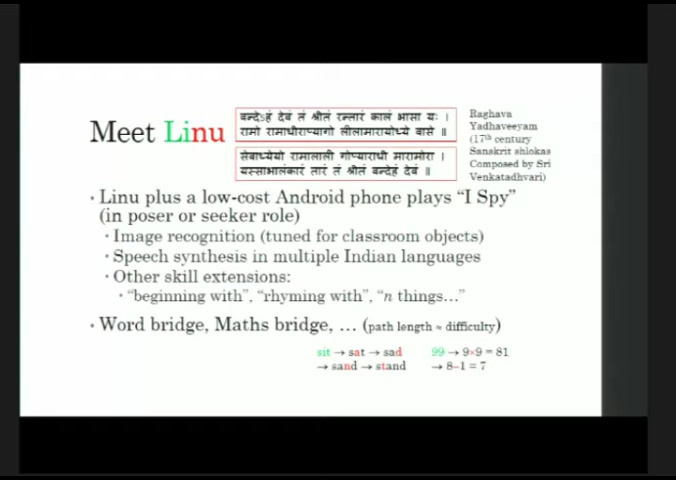 Meet Linu
बन्देऽहं देवं तं श्रीतं रन्तारं कालं भासा यः ।
रामो रामाधीराप्यागो लीलामारायोध्ये वासे ॥
सेवाध्येयो रामालाली गोप्याराधी मारामोरा ।
यस्साभालंकारं तारं तं श्रीतं बन्देहं देवं ॥
Raghava
Yadhaveeyam
(17th century
Sanskrit shlokas
Composed by Sri
Venkatadhvari)
• Linu plus a low-cost Android phone plays “I Spy”
(in poser or seeker role)
• Image recognition (tuned for classroom objects)
• Speech synthesis in multiple Indian languages
• Other skill extensions:
• “beginning with”, “rhyming with”, “n things…”
• Word bridge, Maths bridge, … (path length ≈ difficulty)
sit → sat → sad
→ sand → stand
99 → 9×9 = 81
→ 8–1 = 7